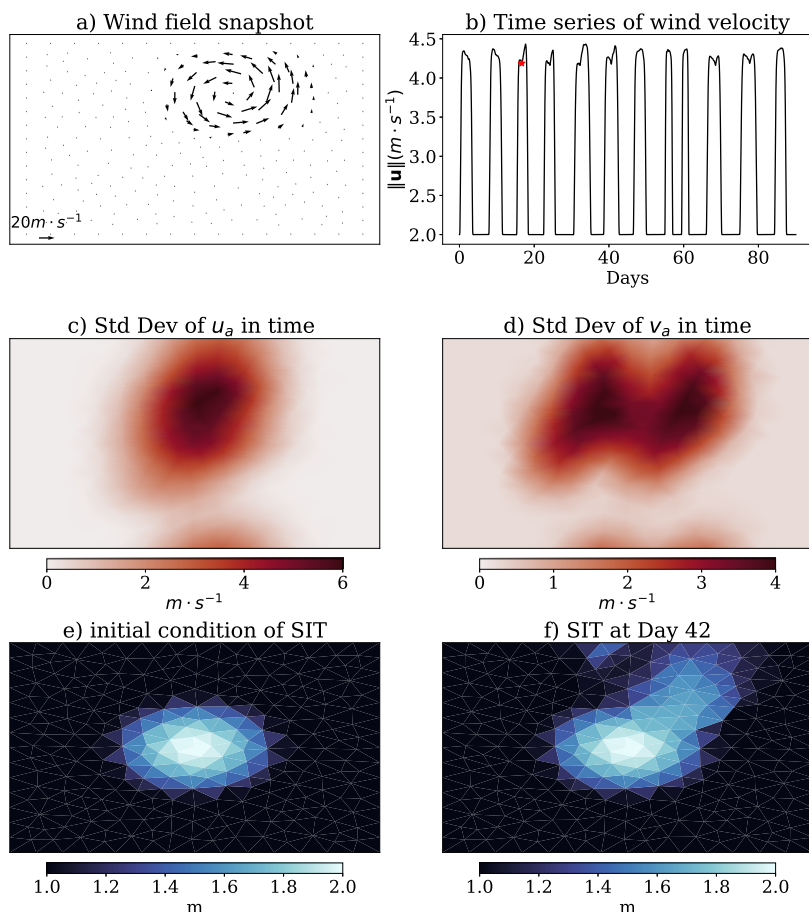 a) Wind field snapshot
20m · s⁻¹
b) Time series of wind velocity
‖u‖(m · s⁻¹)
4.5
4.0
3.5
3.0
2.5
2.0
0 20 40 60 80
Days
c) Std Dev of uₐ in time
0 2 4 6
m · s⁻¹
d) Std Dev of vₐ in time
0 1 2 3 4
m · s⁻¹
e) initial condition of SIT
1.0 1.2 1.4 1.6 1.8 2.0
m
f) SIT at Day 42
1.0 1.2 1.4 1.6 1.8 2.0
m